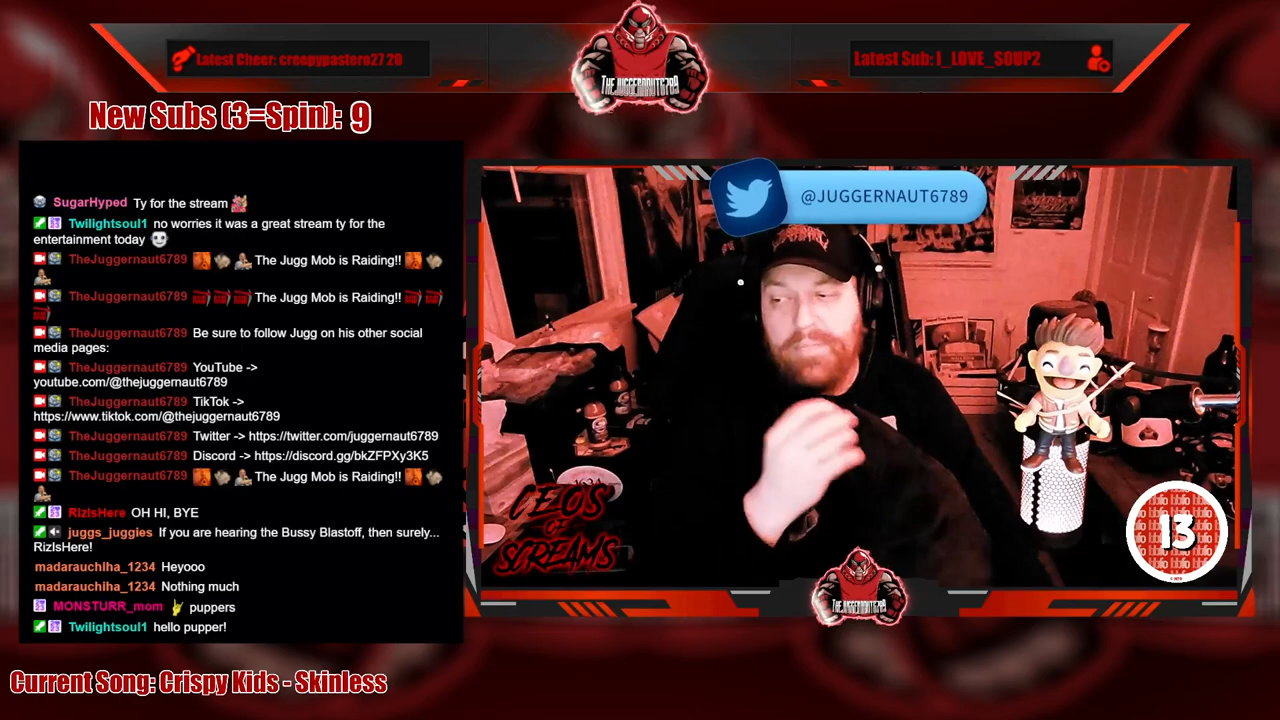 Latest Cheer: creepypastero27 20
THEJUGGERNAUT6789
Latest Sub: I_LOVE_SOUP2
New Subs (3=Spin): 9
SugarHyped Ty for the stream
Twilightsoul1 no worries it was a great stream ty for the
entertainment today
TheJuggernaut6789 The Jugg Mob is Raiding!!
TheJuggernaut6789 The Jugg Mob is Raiding!!
TheJuggernaut6789 Be sure to follow Jugg on his other social
media pages:
TheJuggernaut6789 YouTube ->
youtube.com/@thejuggernaut6789
TheJuggernaut6789 TikTok ->
https://www.tiktok.com/@thejuggernaut6789
TheJuggernaut6789 Twitter -> https://twitter.com/juggernaut6789
TheJuggernaut6789 Discord -> https://discord.gg/bkZFPXy3K5
TheJuggernaut6789 The Jugg Mob is Raiding!!
RizIsHere OH HI, BYE
juggs_juggies If you are hearing the Bussy Blastoff, then surely...
RizIsHere!
madarauchiha_1234 Heyooo
madarauchiha_1234 Nothing much
MONSTURR_mom puppers
Twilightsoul1 hello pupper!
@JUGGERNAUT6789
CEOS
OF
SCREAMS
13
THEJUGGERNAUT6789
Current Song: Crispy Kids - Skinless